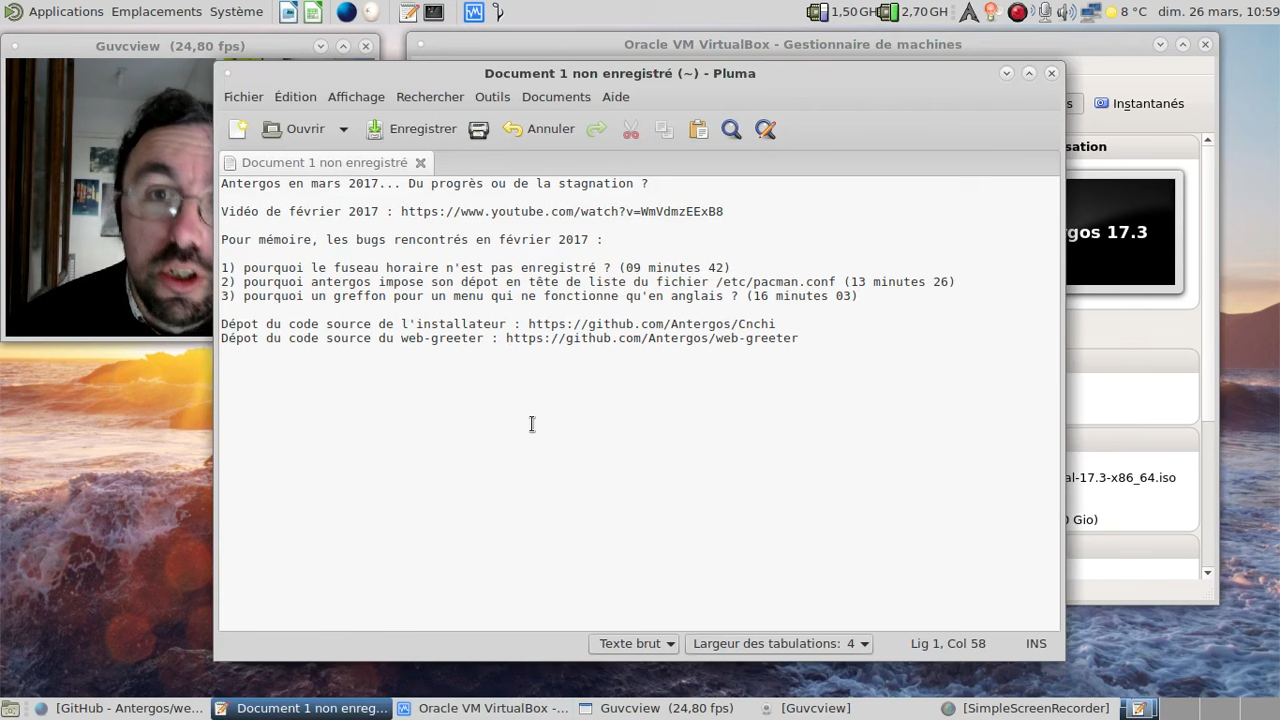 Applications Emplacements Système
1,50 GH 2,70 GH 8 °C dim. 26 mars, 10:59
Guvcview (24,80 fps)
Oracle VM VirtualBox - Gestionnaire de machines
Document 1 non enregistré (~) - Pluma
Fichier Édition Affichage Rechercher Outils Documents Aide
s Instantanés
Ouvrir Enregistrer Annuler
Document 1 non enregistré
sation
Antergos en mars 2017... Du progrès ou de la stagnation ?
Vidéo de février 2017 : https://www.youtube.com/watch?v=WmVdmzEExB8
gos 17.3
Pour mémoire, les bugs rencontrés en février 2017 :
1) pourquoi le fuseau horaire n'est pas enregistré ? (09 minutes 42)
2) pourquoi antergos impose son dépot en tête de liste du fichier /etc/pacman.conf (13 minutes 26)
3) pourquoi un greffon pour un menu qui ne fonctionne qu'en anglais ? (16 minutes 03)
Dépot du code source de l'installateur : https://github.com/Antergos/Cnchi
Dépot du code source du web-greeter : https://github.com/Antergos/web-greeter
al-17.3-x86_64.iso
0 Gio)
Texte brut Largeur des tabulations: 4 Lig 1, Col 58 INS
[GitHub - Antergos/we... Document 1 non enreg... Oracle VM VirtualBox -... Guvcview (24,80fps) [Guvcview] [SimpleScreenRecorder]